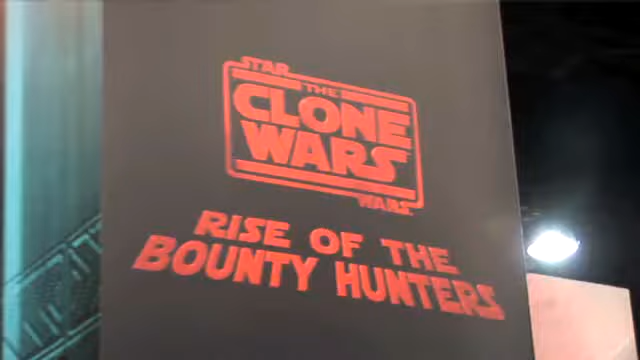 STAR
THE
CLONE
WARS
WARS
RISE OF THE
BOUNTY HUNTERS